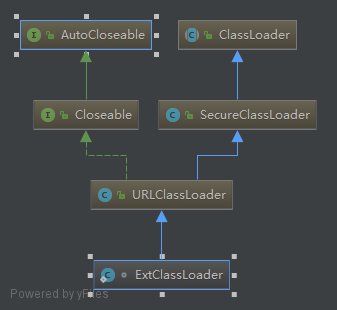 AutoCloseable
ClassLoader
Closeable
SecureClassLoader
URLClassLoader
ExtClassLoader
Powered by yFiles